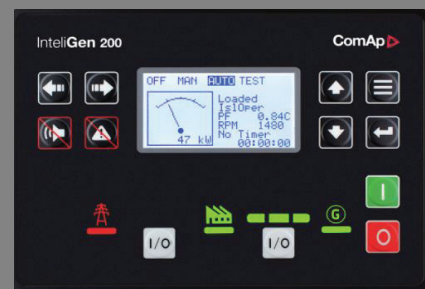 InteliGen 200
ComAp
OFF MAN AUTO TEST
Loaded
IslOper
PF 0.84C
RPM 1480
No Timer
00:00:00
47 kW
G
I
I/O
I/O
O